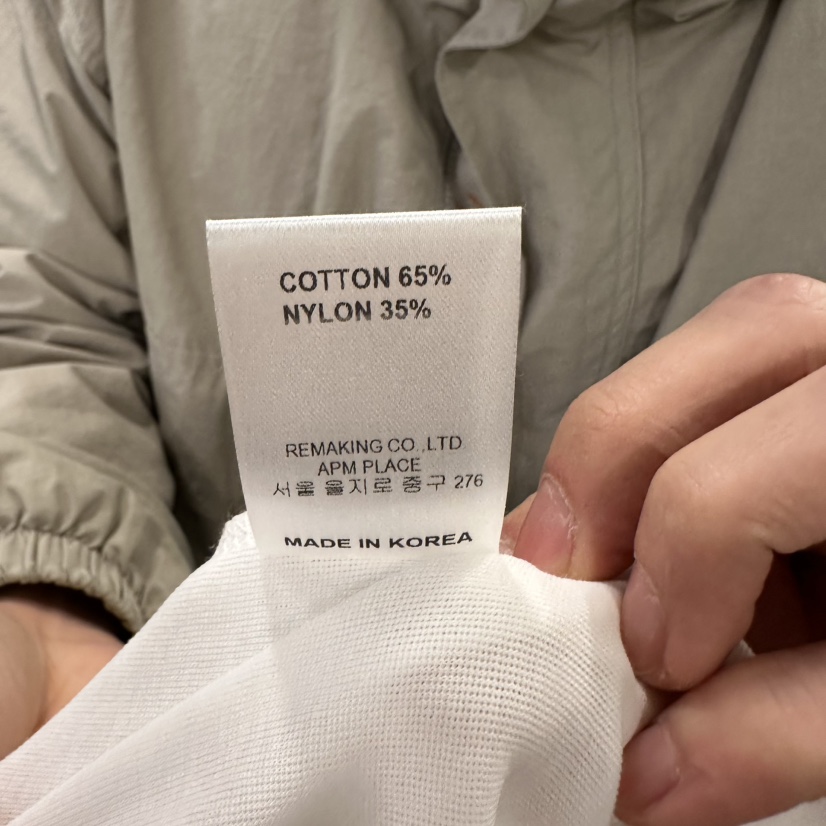 COTTON 65%
NYLON 35%
REMAKING CO.,LTD
APM PLACE
서울 을지로 중구 276
MADE IN KOREA